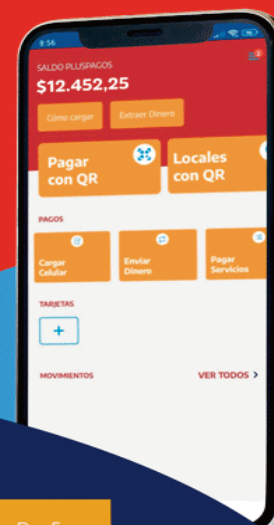 8:56
SALDO PLUSPAGOS
$12.452,25
Cómo cargar
Extraer Dinero
Pagar
con QR
Locales
con QR
PAGOS
Cargar
Celular
Enviar
Dinero
Pagar
Servicios
TARJETAS
+
MOVIMIENTOS
VER TODOS >